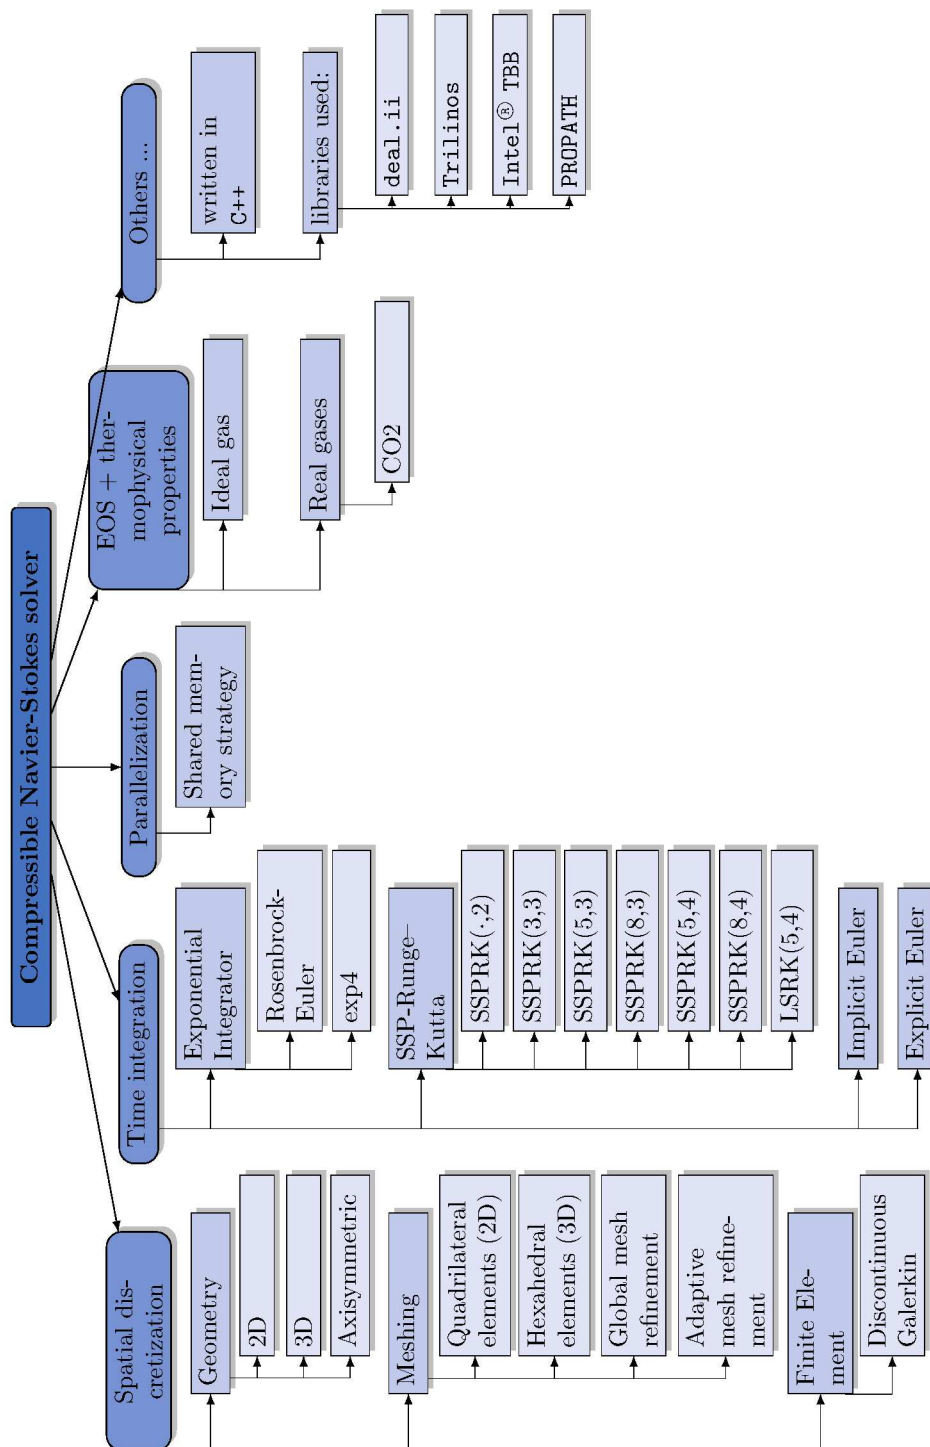 Compressible Navier-Stokes solver
Spatial dis-
cretization
Geometry
2D
3D
Axisymmetric
Meshing
Quadrilateral
elements (2D)
Hexahedral
elements (3D)
Global mesh
refinement
Adaptive
mesh refine-
ment
Finite Ele-
ment
Discontinuous
Galerkin
Time integration
Exponential
Integrator
Rosenbrock-
Euler
exp4
SSP-Runge–
Kutta
SSPRK(·,2)
SSPRK(3,3)
SSPRK(5,3)
SSPRK(8,3)
SSPRK(5,4)
SSPRK(8,4)
LSRK(5,4)
Implicit Euler
Explicit Euler
Parallelization
Shared mem-
ory strategy
EOS + ther-
mophysical
properties
Ideal gas
Real gases
CO2
Others ...
written in
C++
libraries used:
deal.ii
Trilinos
Intel® TBB
PROPATH